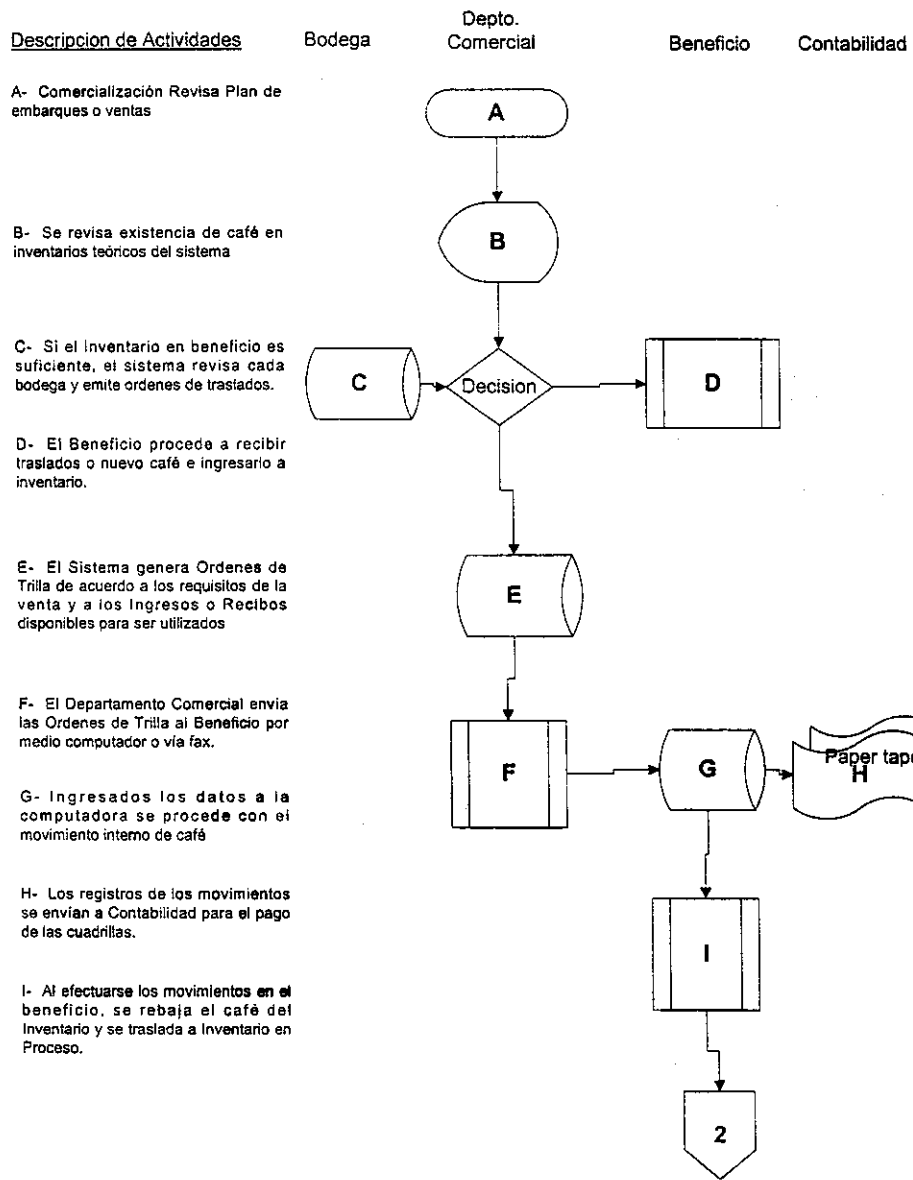 Descripcion de Actividades
Bodega
Depto.
Comercial
Beneficio
Contabilidad
A- Comercialización Revisa Plan de
embarques o ventas
A
B- Se revisa existencia de café en
inventarios teóricos del sistema
B
C- Si el Inventario en beneficio es
suficiente, el sistema revisa cada
bodega y emite ordenes de traslados.
C
Decision
D
D- El Beneficio procede a recibir
traslados o nuevo café e ingresarlo a
inventario.
E- El Sistema genera Ordenes de
Trilla de acuerdo a los requisitos de la
venta y a los Ingresos o Recibos
disponibles para ser utilizados
E
F- El Departamento Comercial envia
las Ordenes de Trilla al Beneficio por
medio computador o vía fax.
F
G
Paper tape
H
G- Ingresados los datos a la
computadora se procede con el
movimiento interno de café
H- Los registros de los movimientos
se envían a Contabilidad para el pago
de las cuadrillas.
I
I- Al efectuarse los movimientos en el
beneficio, se rebaja el café del
Inventario y se traslada a Inventario en
Proceso.
2